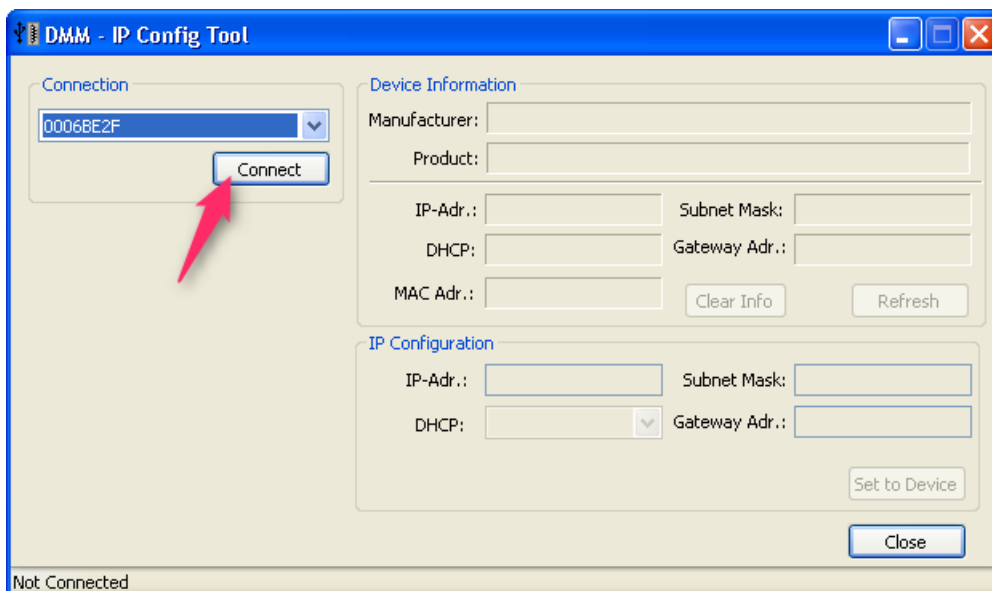 DMM - IP Config Tool
Connection
0006BE2F
Connect
Device Information
Manufacturer:
Product:
IP-Adr.:
Subnet Mask:
DHCP:
Gateway Adr.:
MAC Adr.:
Clear Info
Refresh
IP Configuration
IP-Adr.:
Subnet Mask:
DHCP:
Gateway Adr.:
Set to Device
Close
Not Connected